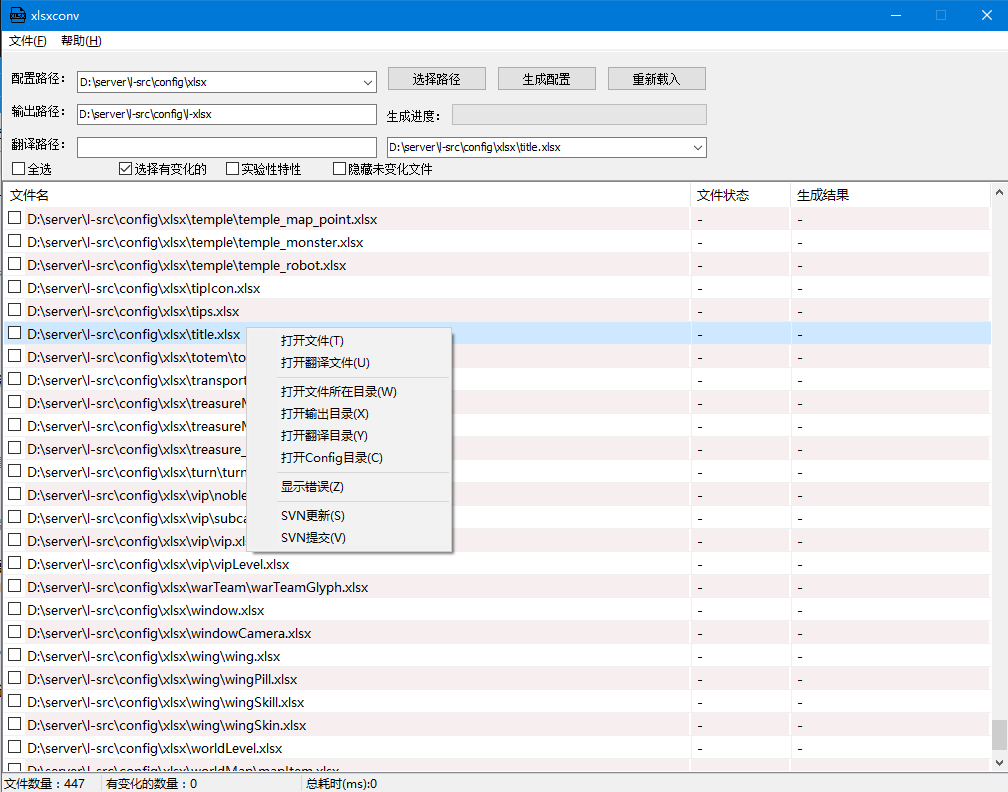 xlsxconv
文件(F) 帮助(H)
配置路径: D:\server\l-src\config\xlsx 选择路径 生成配置 重新载入
输出路径: D:\server\l-src\config\l-xlsx 生成进度:
翻译路径: D:\server\l-src\config\xlsx\title.xlsx
全选 选择有变化的 实验性特性 隐藏未变化文件
文件名 文件状态 生成结果
D:\server\l-src\config\xlsx\temple\temple_map_point.xlsx - -
D:\server\l-src\config\xlsx\temple\temple_monster.xlsx - -
D:\server\l-src\config\xlsx\temple\temple_robot.xlsx - -
D:\server\l-src\config\xlsx\tipIcon.xlsx - -
D:\server\l-src\config\xlsx\tips.xlsx - -
D:\server\l-src\config\xlsx\title.xlsx - -
D:\server\l-src\config\xlsx\totem\to - -
D:\server\l-src\config\xlsx\transport - -
D:\server\l-src\config\xlsx\treasureM - -
D:\server\l-src\config\xlsx\treasureM - -
D:\server\l-src\config\xlsx\treasure_ - -
D:\server\l-src\config\xlsx\turn\turn - -
D:\server\l-src\config\xlsx\vip\noble - -
D:\server\l-src\config\xlsx\vip\subca - -
D:\server\l-src\config\xlsx\vip\vip.xl - -
D:\server\l-src\config\xlsx\vip\vipLevel.xlsx - -
D:\server\l-src\config\xlsx\warTeam\warTeamGlyph.xlsx - -
D:\server\l-src\config\xlsx\window.xlsx - -
D:\server\l-src\config\xlsx\windowCamera.xlsx - -
D:\server\l-src\config\xlsx\wing\wing.xlsx - -
D:\server\l-src\config\xlsx\wing\wingPill.xlsx - -
D:\server\l-src\config\xlsx\wing\wingSkill.xlsx - -
D:\server\l-src\config\xlsx\wing\wingSkin.xlsx - -
D:\server\l-src\config\xlsx\worldLevel.xlsx - -
D:\server\l-src\config\xlsx\worldMap\mapItem.xlsx
打开文件(T)
打开翻译文件(U)
打开文件所在目录(W)
打开输出目录(X)
打开翻译目录(Y)
打开Config目录(C)
显示错误(Z)
SVN更新(S)
SVN提交(V)
文件数量:447 有变化的数量:0 总耗时(ms):0